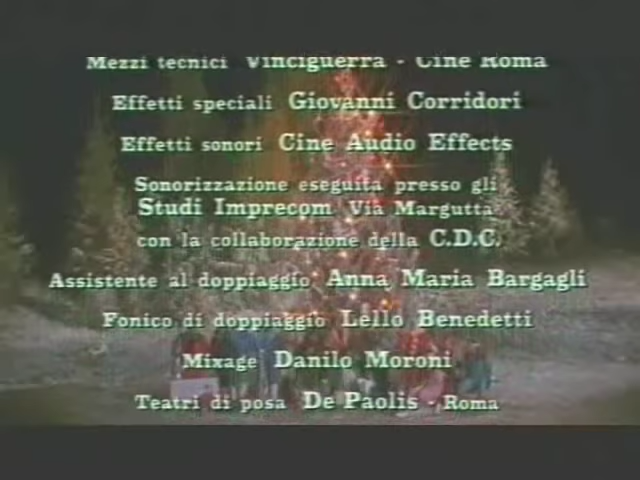 Mezzi tecnici Vinciguerra - Cine Roma
Effetti speciali Giovanni Corridori
Effetti sonori Cine Audio Effects
Sonorizzazione eseguita presso gli
Studi Imprecom Via Margutta
con la collaborazione della C.D.C.
Assistente al doppiaggio Anna Maria Bargagli
Fonico di doppiaggio Lello Benedetti
Mixage Danilo Moroni
Teatri di posa De Paolis - Roma